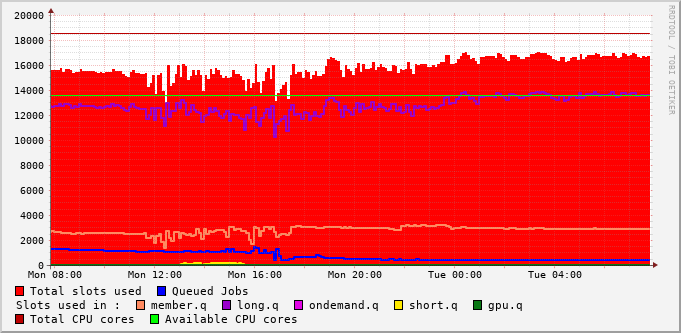 20000
18000
16000
14000
12000
10000
8000
6000
4000
2000
0
Mon 08:00 Mon 12:00 Mon 16:00 Mon 20:00 Tue 00:00 Tue 04:00
Total slots used Queued Jobs
Slots used in : member.q long.q ondemand.q short.q gpu.q
Total CPU cores Available CPU cores
RRDTOOL / TOBI OETIKER